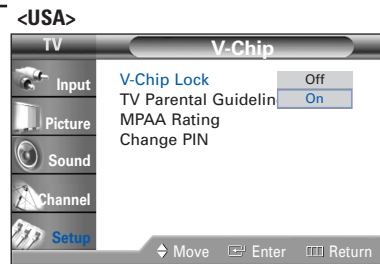 <USA>
TV
V-Chip
Input
Picture
Sound
Channel
Setup
V-Chip Lock
Off
TV Parental Guidelin
On
MPAA Rating
Change PIN
Move
Enter
Return